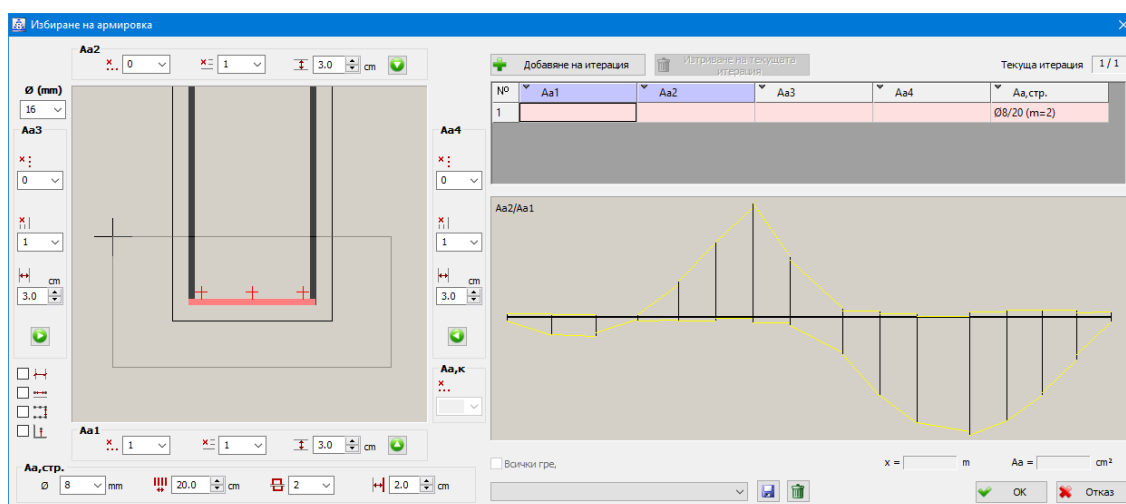 Избиране на армировка
Aa2
0
1
3.0 cm
Ø (mm)
16
Aa3
0
1
cm
3.0
Aa4
0
1
cm
3.0
Aa,к
Aa1
1
1
3.0 cm
Aa,стр.
Ø 8 mm
20.0 cm
2
2.0 cm
Добавяне на итерация
Изтриване на текущата итерация
Текуща итерация 1 / 1
Nº Aa1 Aa2 Aa3 Aa4 Aa,стр.
1 Ø8/20 (m=2)
Aa2/Aa1
Всички гре,
x = m
Aa = cm²
OK
Отказ